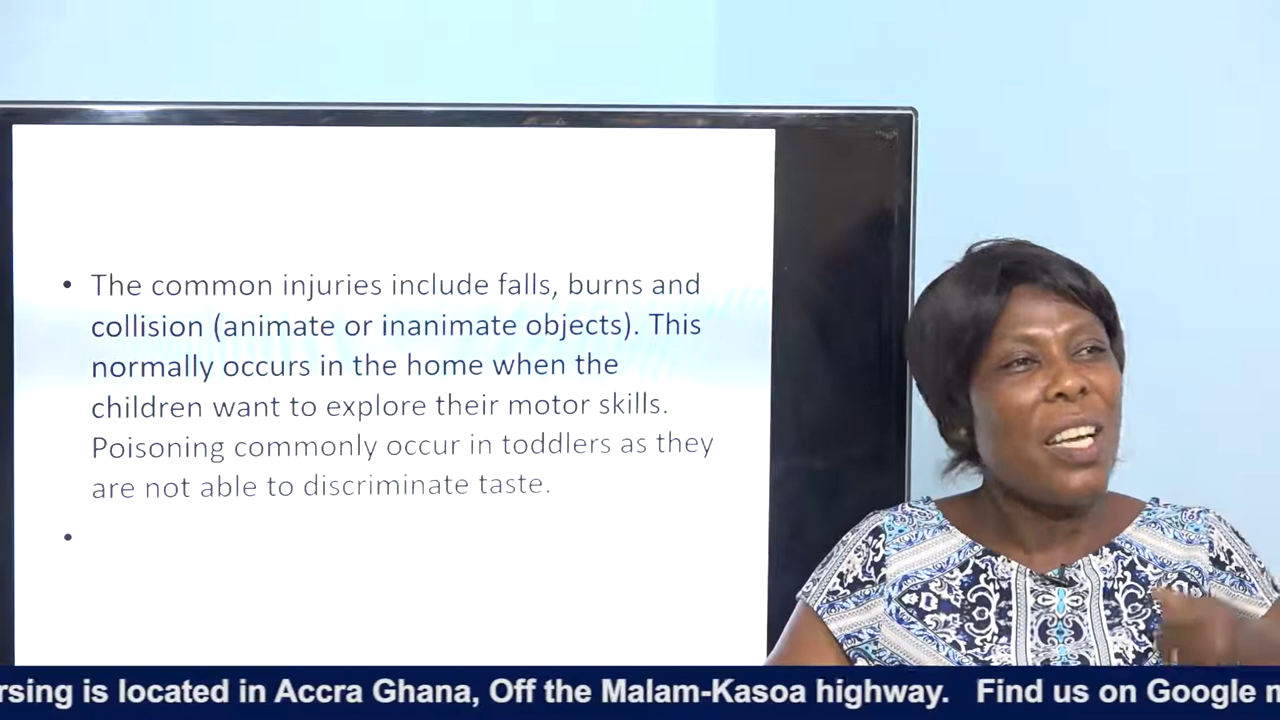 • The common injuries include falls, burns and
collision (animate or inanimate objects). This
normally occurs in the home when the
children want to explore their motor skills.
Poisoning commonly occur in toddlers as they
are not able to discriminate taste.
•
is located in Accra Ghana, Off the Malam-Kasoa highway. Find us on Google